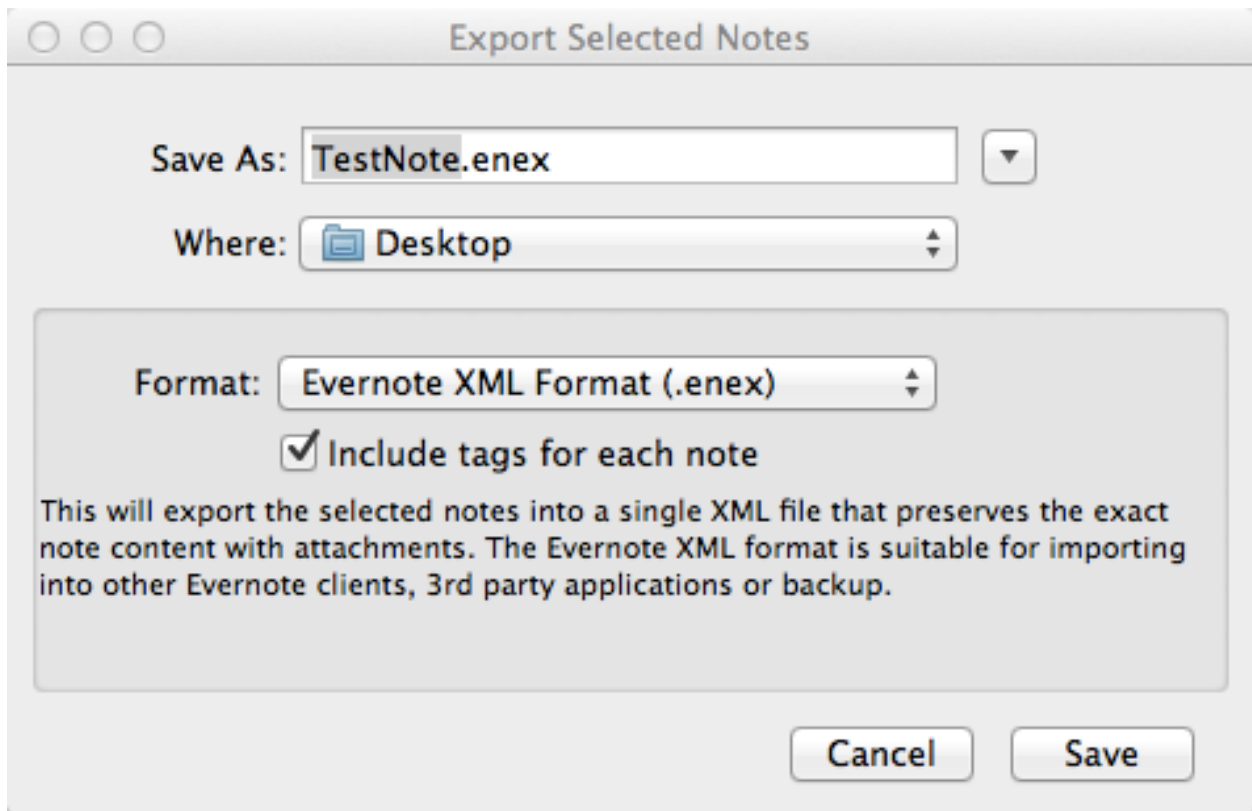 Export Selected Notes
Save As: TestNote.enex
Where: Desktop
Format: Evernote XML Format (.enex)
Include tags for each note
This will export the selected notes into a single XML file that preserves the exact
note content with attachments. The Evernote XML format is suitable for importing
into other Evernote clients, 3rd party applications or backup.
Cancel Save